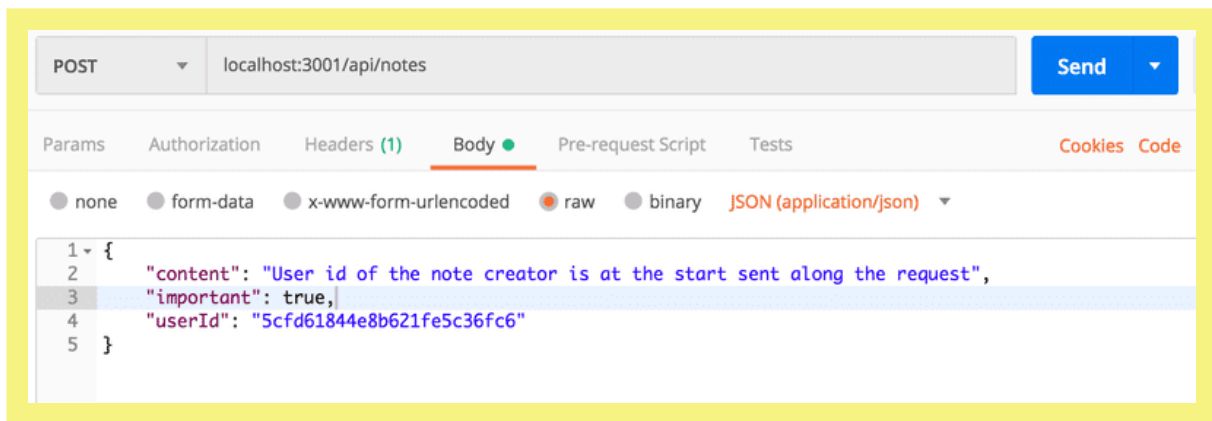 POST localhost:3001/api/notes Send
Params Authorization Headers (1) Body Pre-request Script Tests Cookies Code
none form-data x-www-form-urlencoded raw binary JSON (application/json)
1 {
2 "content": "User id of the note creator is at the start sent along the request",
3 "important": true,
4 "userId": "5cfd61844e8b621fe5c36fc6"
5 }